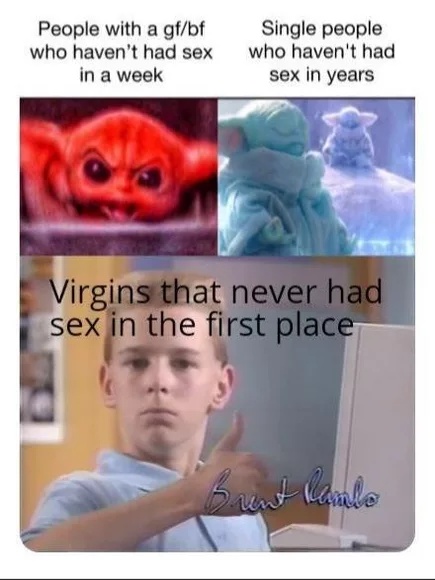 People with a gf/bf
who haven’t had sex
in a week
Single people
who haven't had
sex in years
Virgins that never had
sex in the first place
Brent Rambo